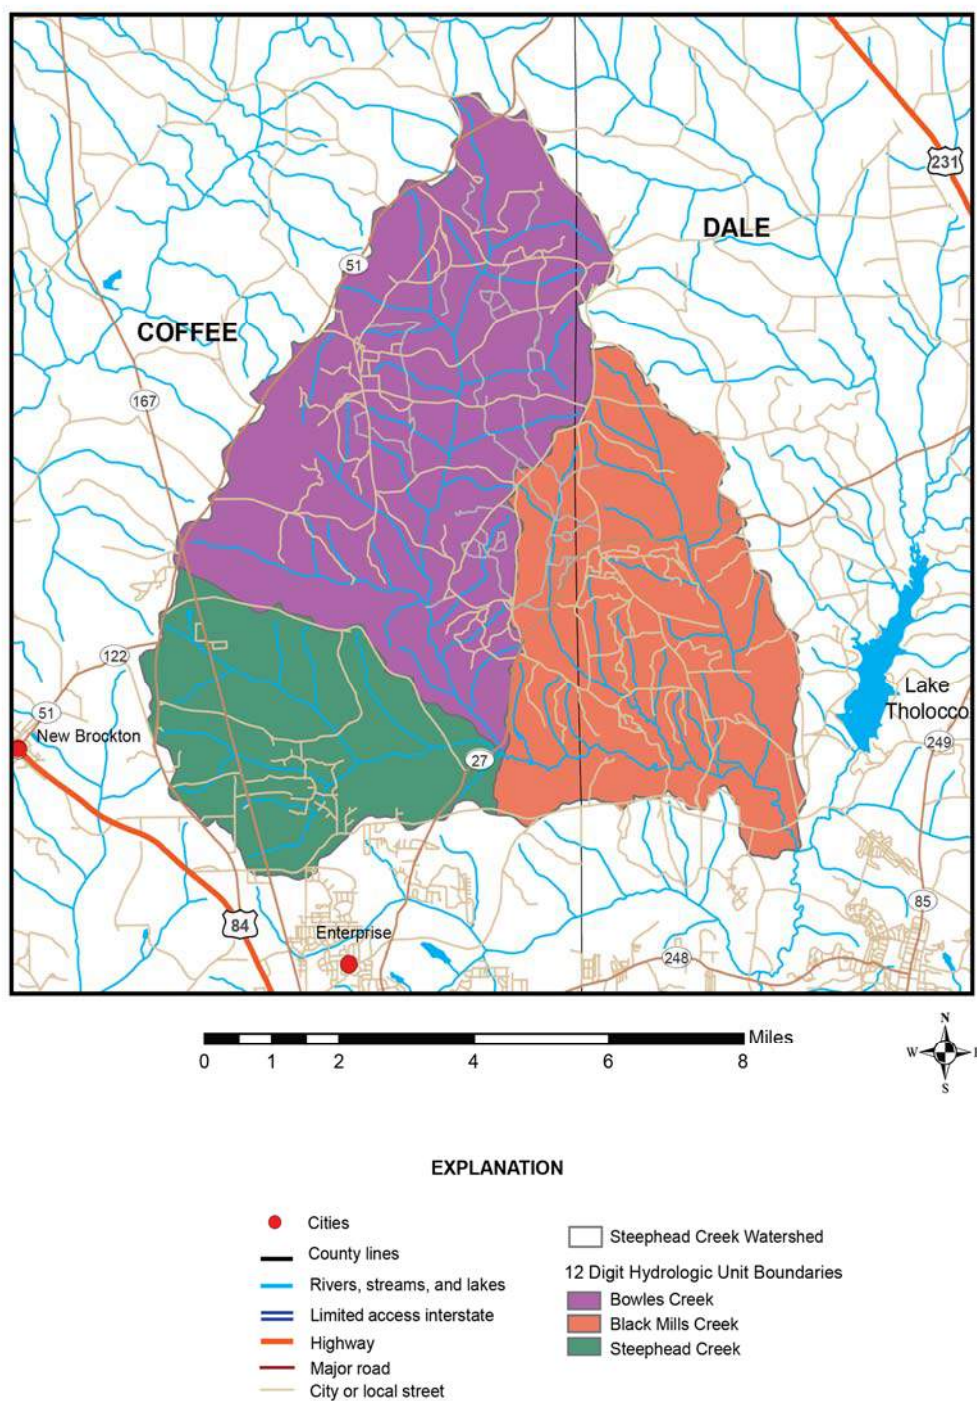 231
DALE
51
COFFEE
167
122
Lake
Tholocco
51
New Brockton
249
27
85
84
Enterprise
248
Miles
0 1 2 4 6 8
N
W
S
EXPLANATION
Cities
County lines
Rivers, streams, and lakes
Limited access interstate
Highway
Major road
City or local street
Steephead Creek Watershed
12 Digit Hydrologic Unit Boundaries
Bowles Creek
Black Mills Creek
Steephead Creek